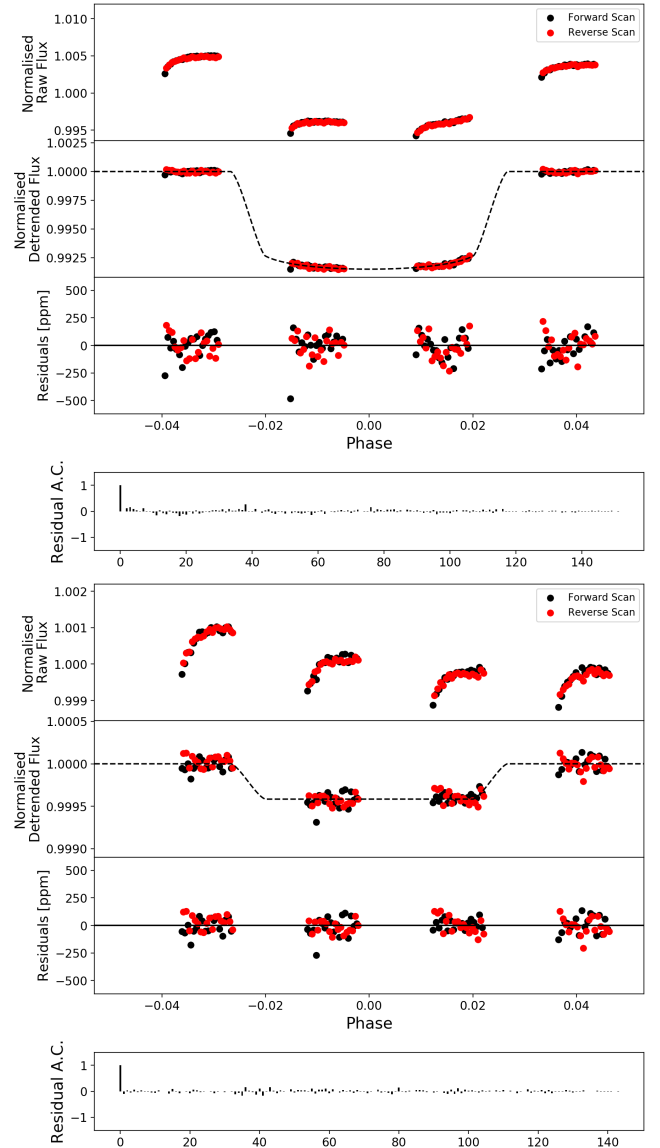 1.010
1.005
1.000
0.995
Normalised
Raw Flux
Forward Scan
Reverse Scan
1.0025
1.0000
0.9975
0.9950
0.9925
Normalised
Detrended Flux
500
250
0
−250
−500
Residuals [ppm]
−0.04 −0.02 0.00 0.02 0.04
Phase
1
0
−1
Residual A.C.
0 20 40 60 80 100 120 140
1.002
1.001
1.000
0.999
Normalised
Raw Flux
Forward Scan
Reverse Scan
1.0005
1.0000
0.9995
0.9990
Normalised
Detrended Flux
500
250
0
−250
−500
Residuals [ppm]
−0.04 −0.02 0.00 0.02 0.04
Phase
1
0
−1
Residual A.C.
0 20 40 60 80 100 120 140